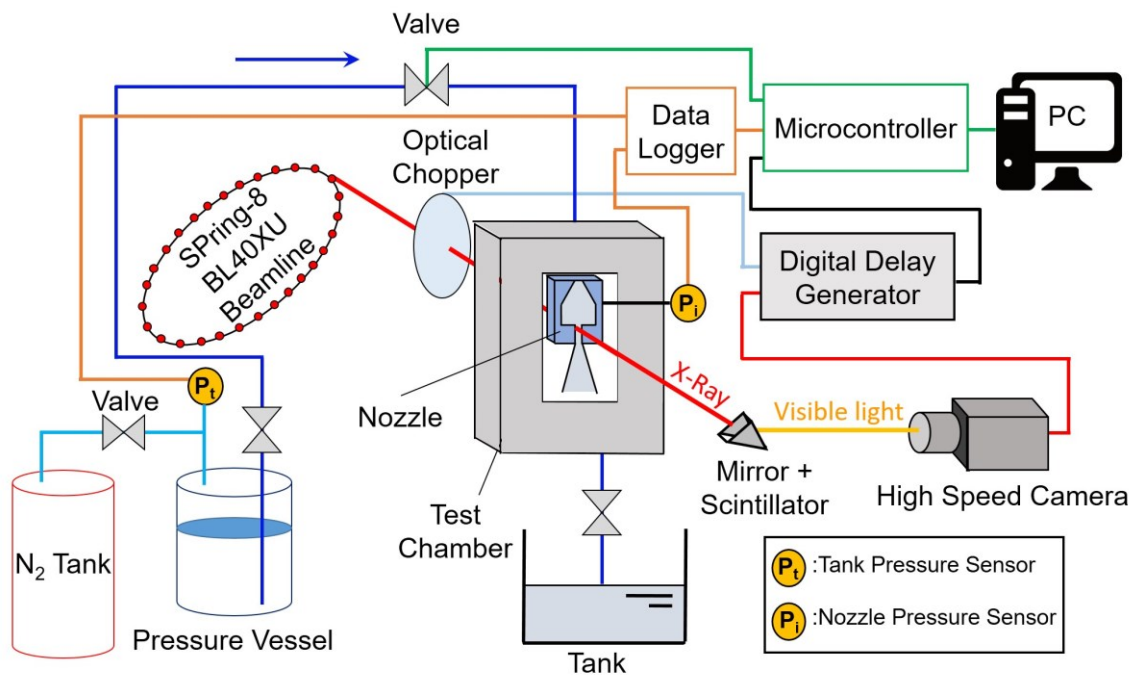 Valve
Optical
Chopper
Data
Logger
Microcontroller
PC
SPring-8
BL40XU
Beamline
Digital Delay
Generator
Pₜ
Pᵢ
Valve
Nozzle
X-Ray
Visible light
Mirror +
Scintillator
High Speed Camera
Test
Chamber
N₂ Tank
Pressure Vessel
Tank
Pₜ :Tank Pressure Sensor
Pᵢ :Nozzle Pressure Sensor